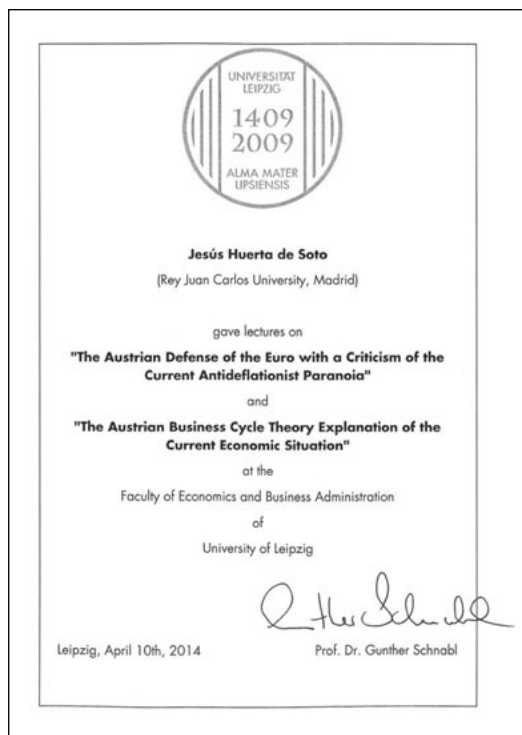 UNIVERSITÄT
LEIPZIG
1409
2009
ALMA MATER
LIPSIENSIS
Jesús Huerta de Soto
(Rey Juan Carlos University, Madrid)
gave lectures on
"The Austrian Defense of the Euro with a Criticism of the
Current Antideflationist Paranoia"
and
"The Austrian Business Cycle Theory Explanation of the
Current Economic Situation"
at the
Faculty of Economics and Business Administration
of
University of Leipzig
Gunther Schnabl
Leipzig, April 10th, 2014 Prof. Dr. Gunther Schnabl